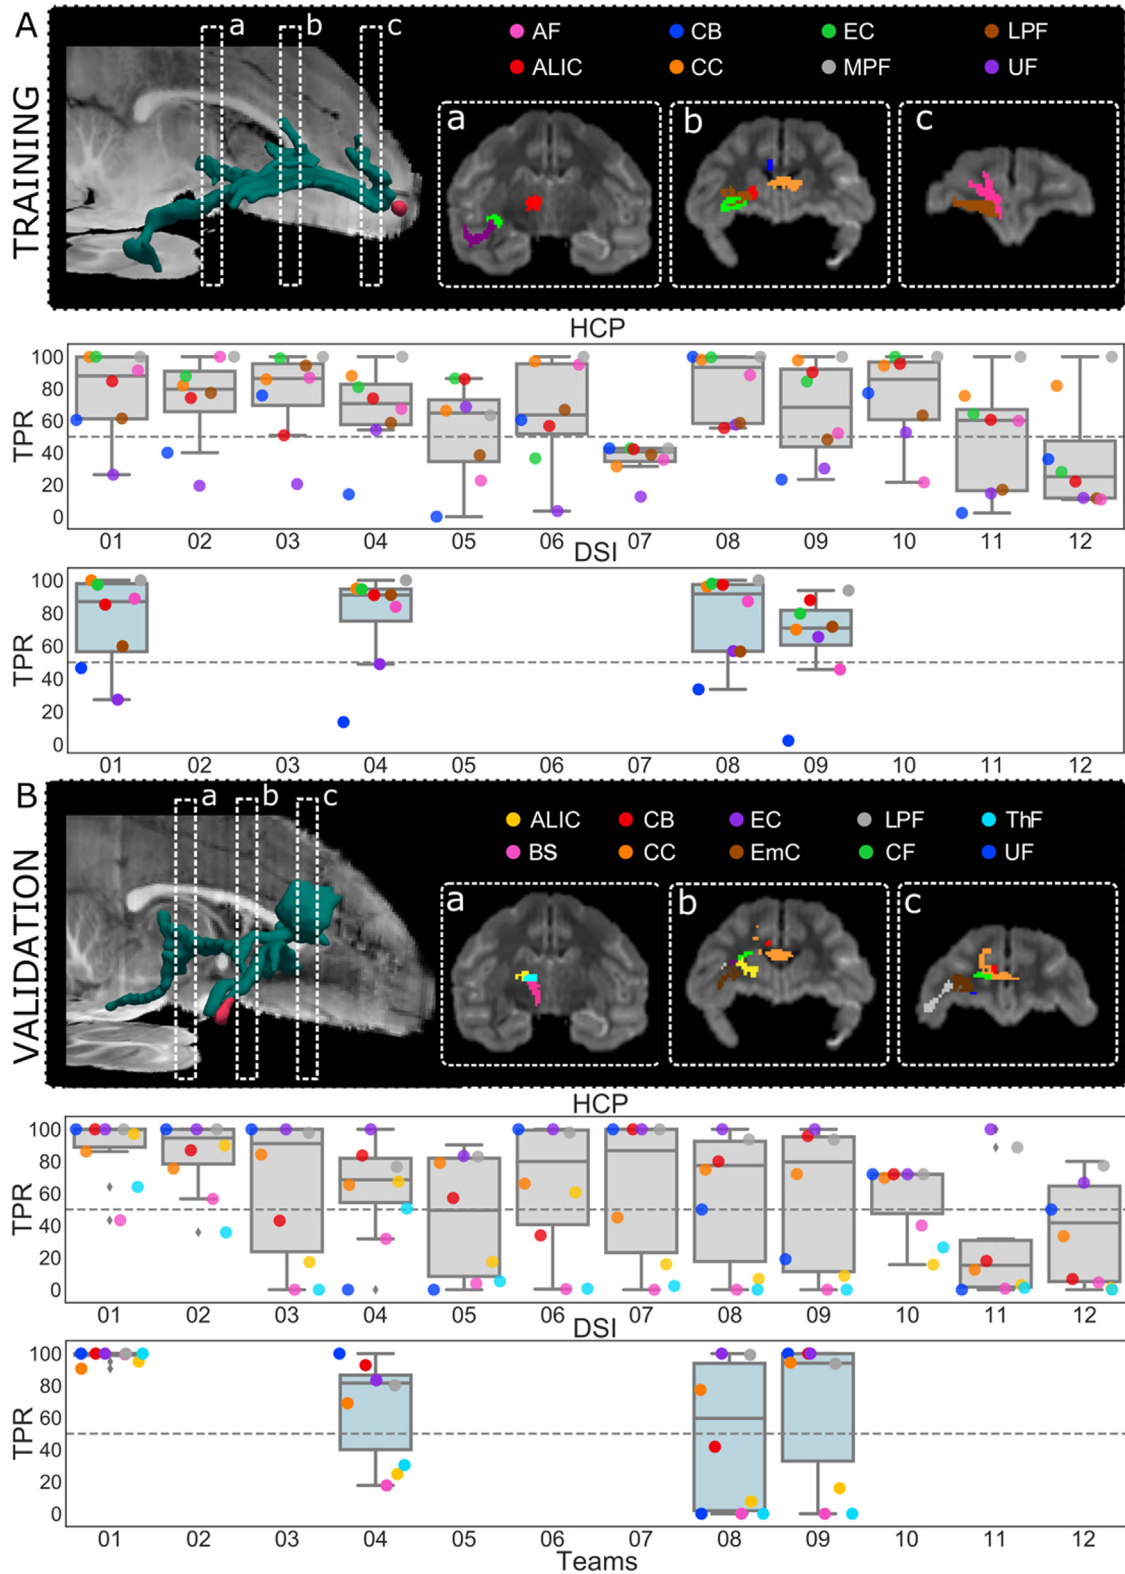 A
TRAINING
a b c
AF CB EC LPF
ALIC CC MPF UF
a b c
HCP
TPR
100
80
60
40
20
0
01 02 03 04 05 06 07 08 09 10 11 12
DSI
TPR
100
80
60
40
20
0
01 02 03 04 05 06 07 08 09 10 11 12
B
VALIDATION
a b c
ALIC CB EC LPF ThF
BS CC EmC CF UF
a b c
HCP
TPR
100
80
60
40
20
0
01 02 03 04 05 06 07 08 09 10 11 12
DSI
TPR
100
80
60
40
20
0
01 02 03 04 05 06 07 08 09 10 11 12
Teams